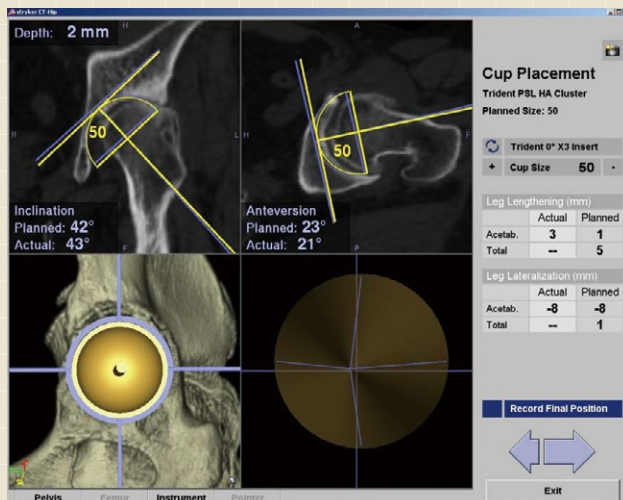 stryker CT-Hip
Depth: 2 mm
H
R
L
F
50
Inclination
Planned: 42°
Actual: 43°
A
H
F
P
50
Anteversion
Planned: 23°
Actual: 21°
Cup Placement
Trident PSL HA Cluster
Planned Size: 50
Trident 0° X3 Insert
+ Cup Size 50 -
Leg Lengthening (mm)
Actual Planned
Acetab. 3 1
Total -- 5
Leg Lateralization (mm)
Actual Planned
Acetab. -8 -8
Total -- 1
Record Final Position
Exit
Pelvis Femur Instrument Pointer